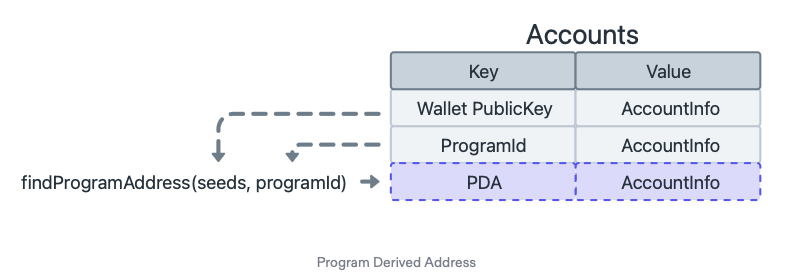 Accounts
Key Value
Wallet PublicKey AccountInfo
ProgramId AccountInfo
findProgramAddress(seeds, programId) PDA AccountInfo
Program Derived Address